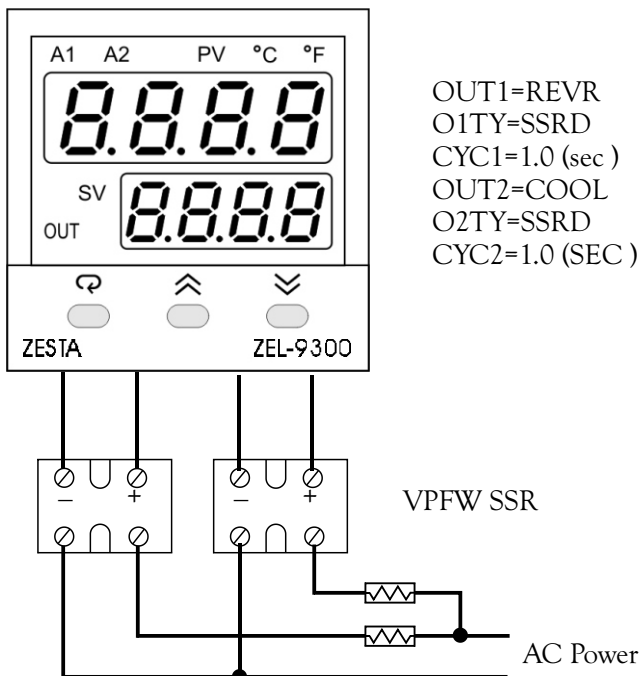 A1 A2 PV °C °F
8.8.8.8
SV
8.8.8.8
OUT
ZESTA ZEL-9300
OUT1=REVR
O1TY=SSRD
CYC1=1.0 (sec )
OUT2=COOL
O2TY=SSRD
CYC2=1.0 (SEC )
– + – +
VPFW SSR
AC Power